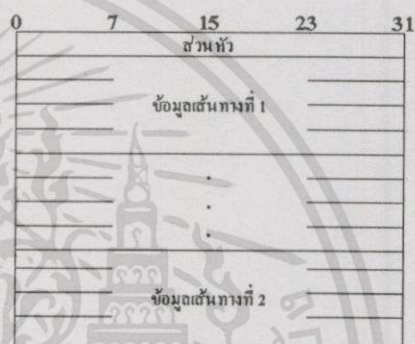 0 7 15 23 31
ส่วนหัว
ข้อมูลเส้นทางที่ 1
.
.
.
ข้อมูลเส้นทางที่ 2